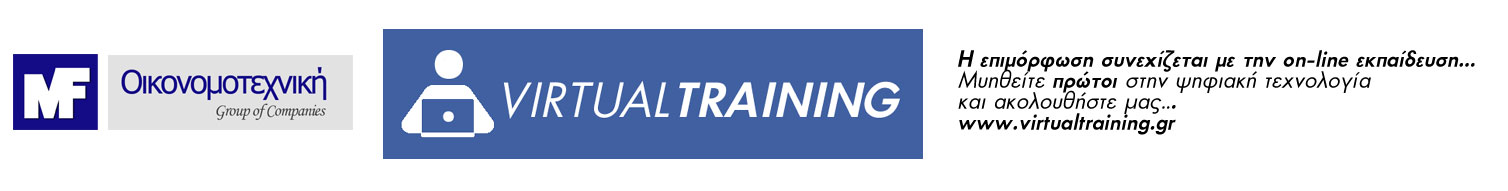 MF
Οικονομοτεχνική
Group of Companies
VIRTUALTRAINING
Η επιμόρφωση συνεχίζεται με την on-line εκπαίδευση...
Μυηθείτε πρώτοι στην ψηφιακή τεχνολογία
και ακολουθήστε μας...
www.virtualtraining.gr